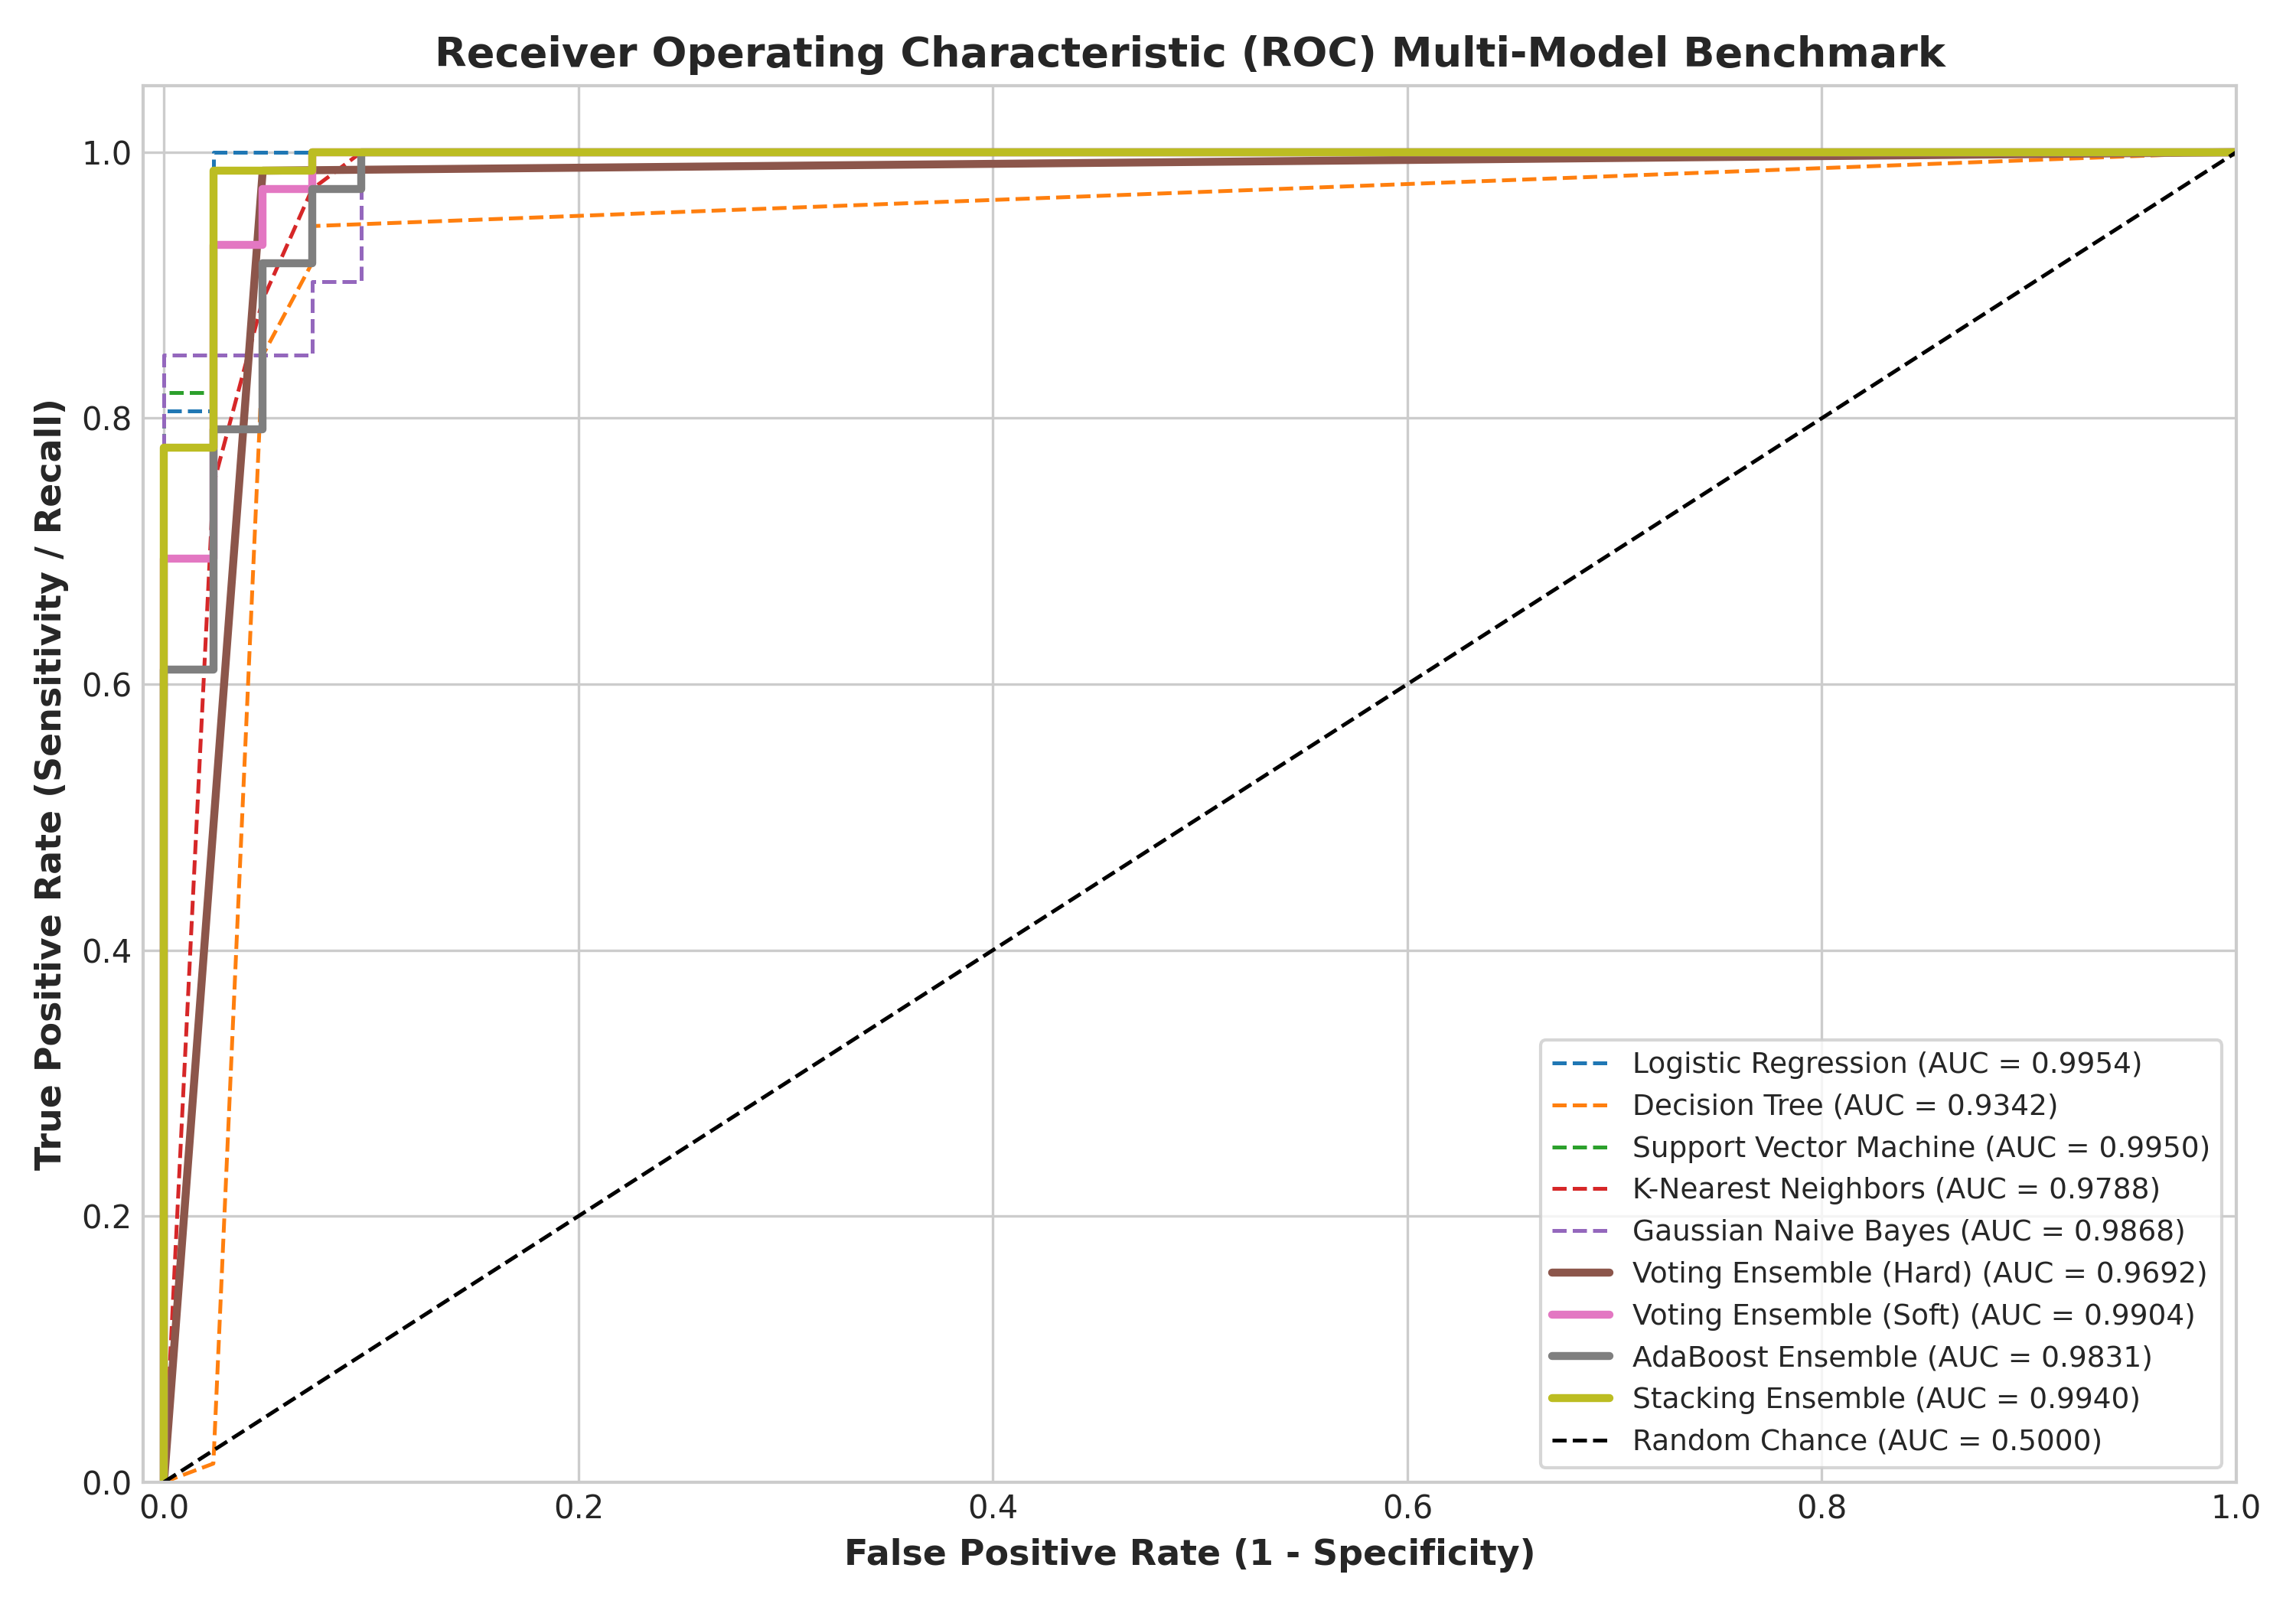 Receiver Operating Characteristic (ROC) Multi-Model Benchmark
True Positive Rate (Sensitivity / Recall)
1.0
0.8
0.6
0.4
0.2
0.0
0.0
0.2
0.4
0.6
0.8
1.0
False Positive Rate (1 - Specificity)
Logistic Regression (AUC = 0.9954)
Decision Tree (AUC = 0.9342)
Support Vector Machine (AUC = 0.9950)
K-Nearest Neighbors (AUC = 0.9788)
Gaussian Naive Bayes (AUC = 0.9868)
Voting Ensemble (Hard) (AUC = 0.9692)
Voting Ensemble (Soft) (AUC = 0.9904)
AdaBoost Ensemble (AUC = 0.9831)
Stacking Ensemble (AUC = 0.9940)
Random Chance (AUC = 0.5000)